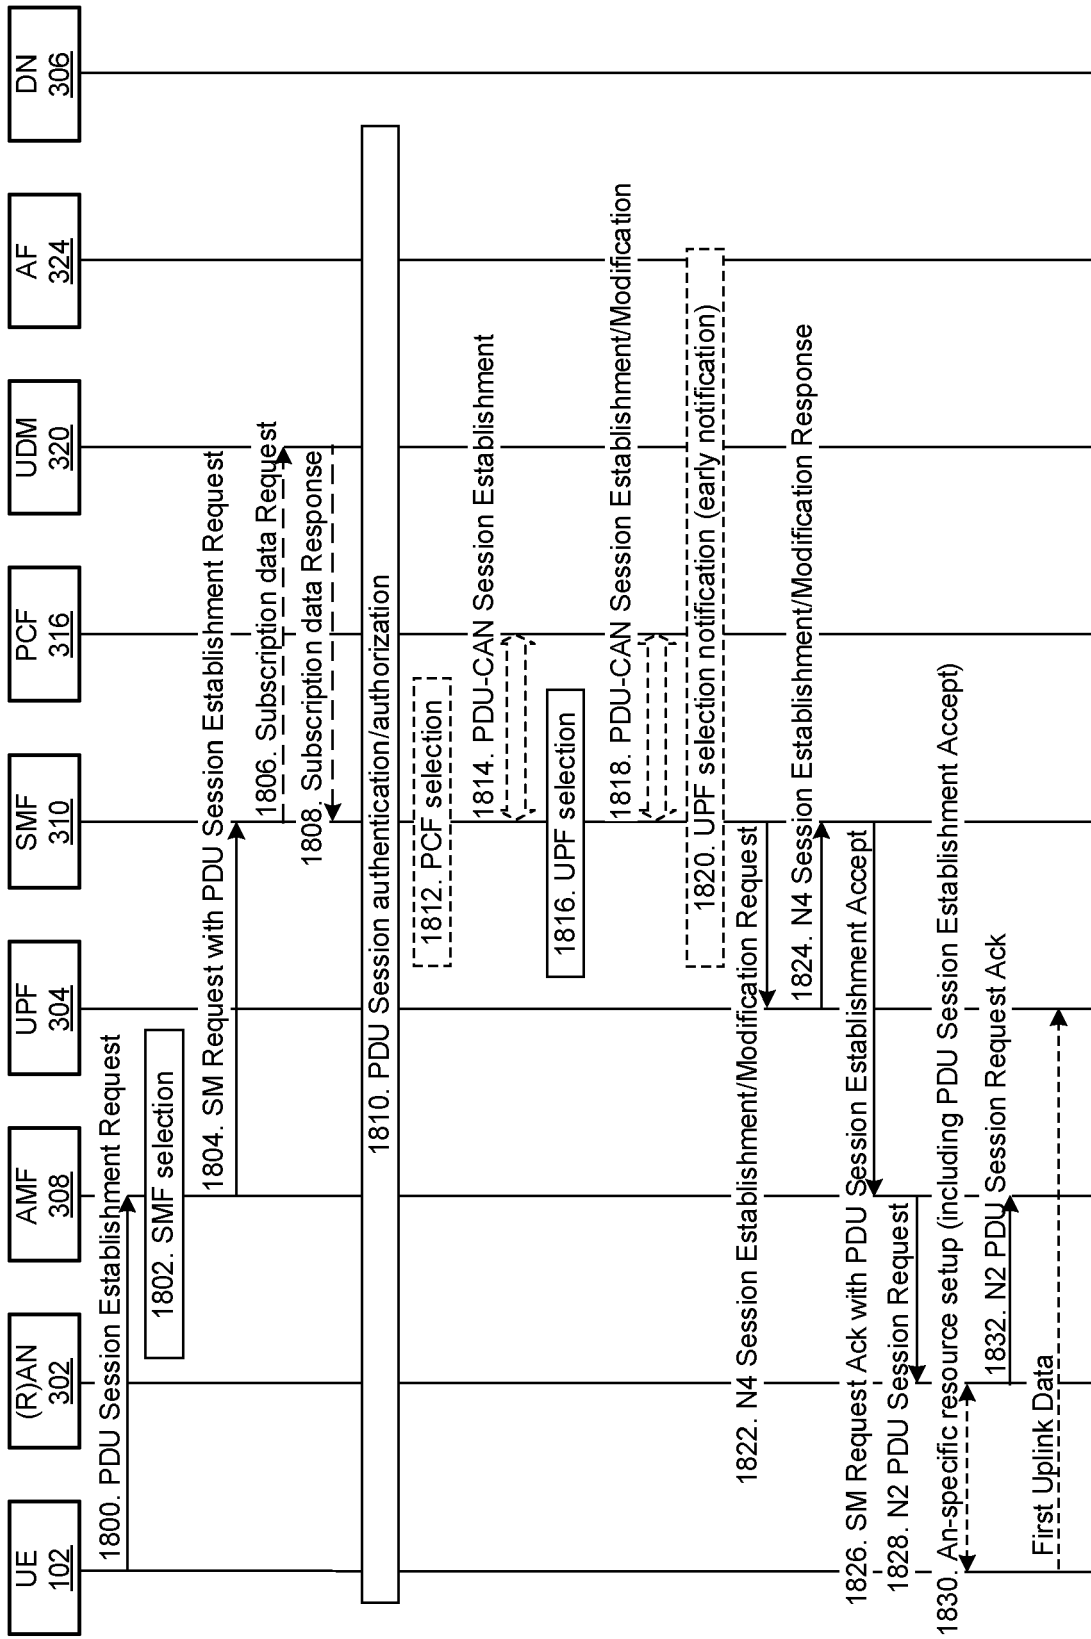 UE
102
(R)AN
302
AMF
308
UPF
304
SMF
310
PCF
316
UDM
320
AF
324
DN
306
1800. PDU Session Establishment Request
1802. SMF selection
1804. SM Request with PDU Session Establishment Request
1806. Subscription data Request
1808. Subscription data Response
1810. PDU Session authentication/authorization
1812. PCF selection
1814. PDU-CAN Session Establishment
1816. UPF selection
1818. PDU-CAN Session Establishment/Modification
1820. UPF selection notification (early notification)
1822. N4 Session Establishment/Modification Request
1824. N4 Session Establishment/Modification Response
1826. SM Request Ack with PDU Session Establishment Accept
1828. N2 PDU Session Request
1830. An-specific resource setup (including PDU Session Establishment Accept)
1832. N2 PDU Session Request Ack
First Uplink Data